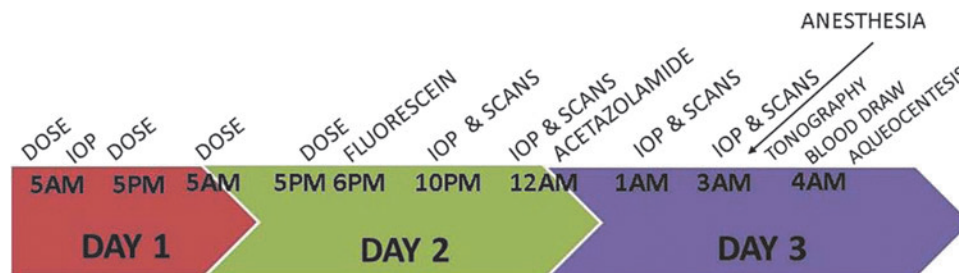 ANESTHESIA
DOSE
IOP
DOSE
DOSE
DOSE
FLUORESCEIN
IOP & SCANS
IOP & SCANS
ACETAZOLAMIDE
IOP & SCANS
IOP & SCANS
TONOGRAPHY
BLOOD DRAW
AQUEOCENTESIS
5AM 5PM 5AM 5PM 6PM 10PM 12AM 1AM 3AM 4AM
DAY 1 DAY 2 DAY 3